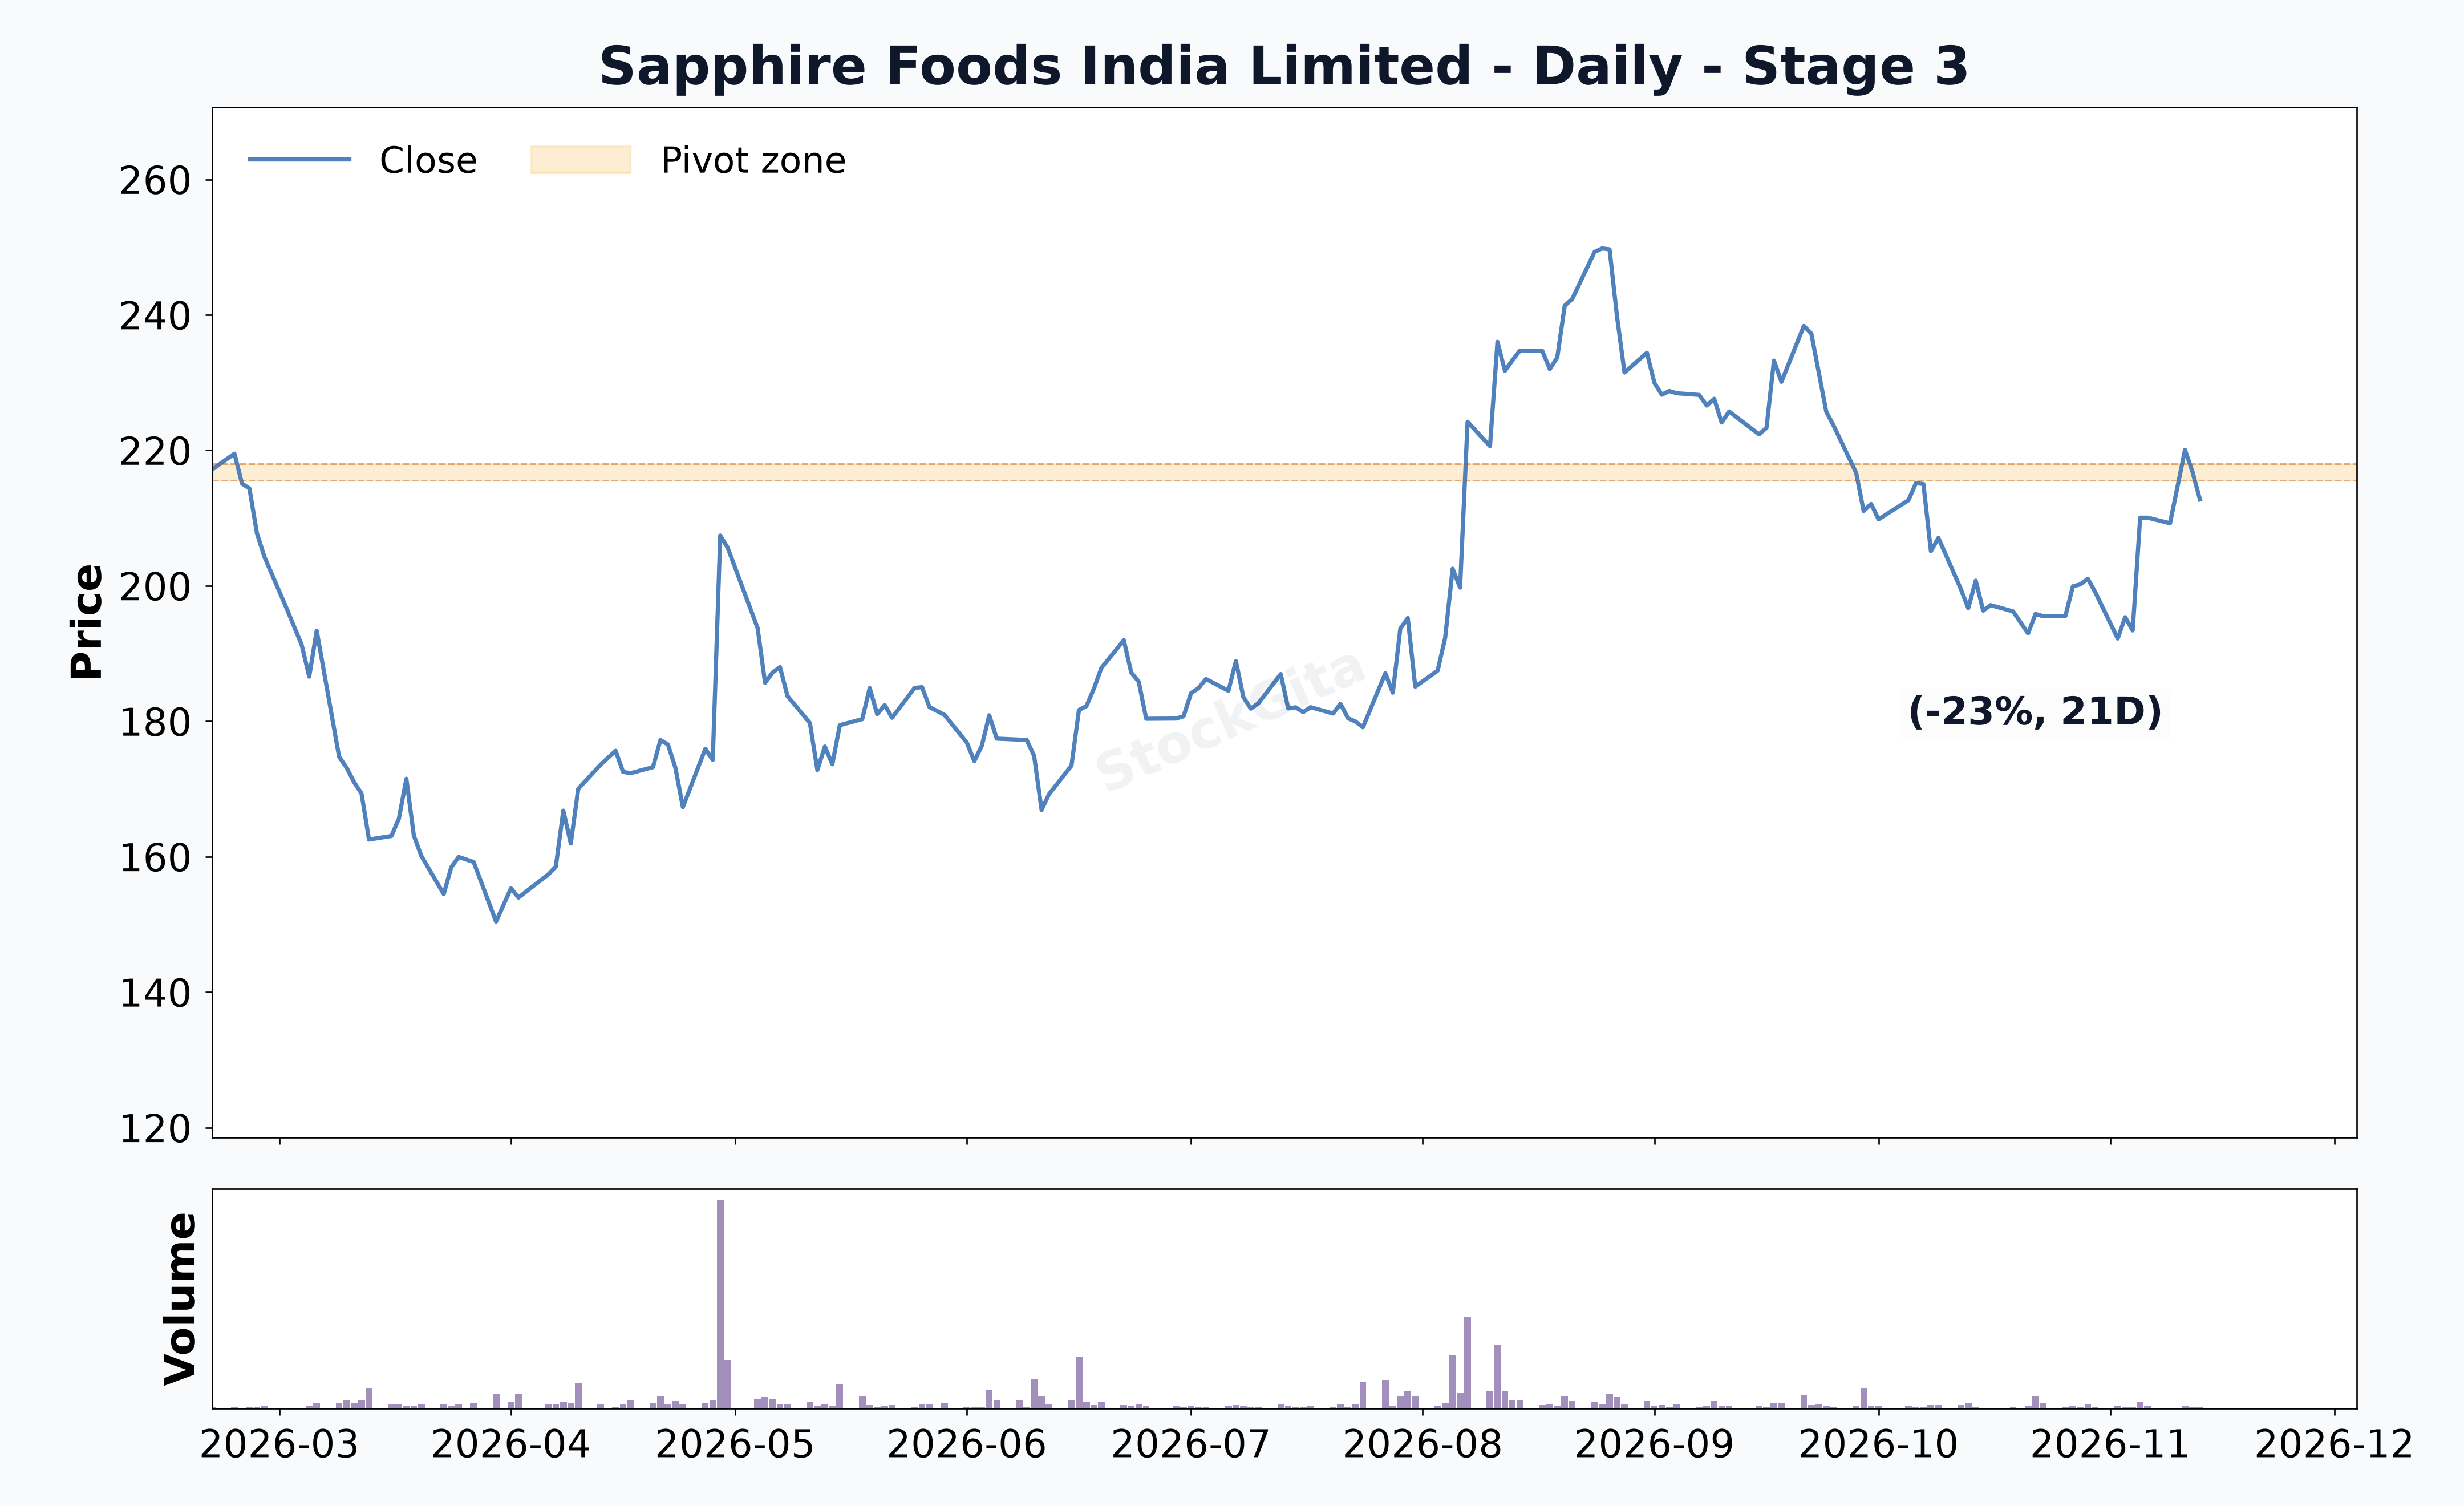 Sapphire Foods India Limited - Daily - Stage 3
Close
Pivot zone
260
240
220
200
180
160
140
120
Price
StockGita
(-23%, 21D)
Volume
2026-03
2026-04
2026-05
2026-06
2026-07
2026-08
2026-09
2026-10
2026-11
2026-12